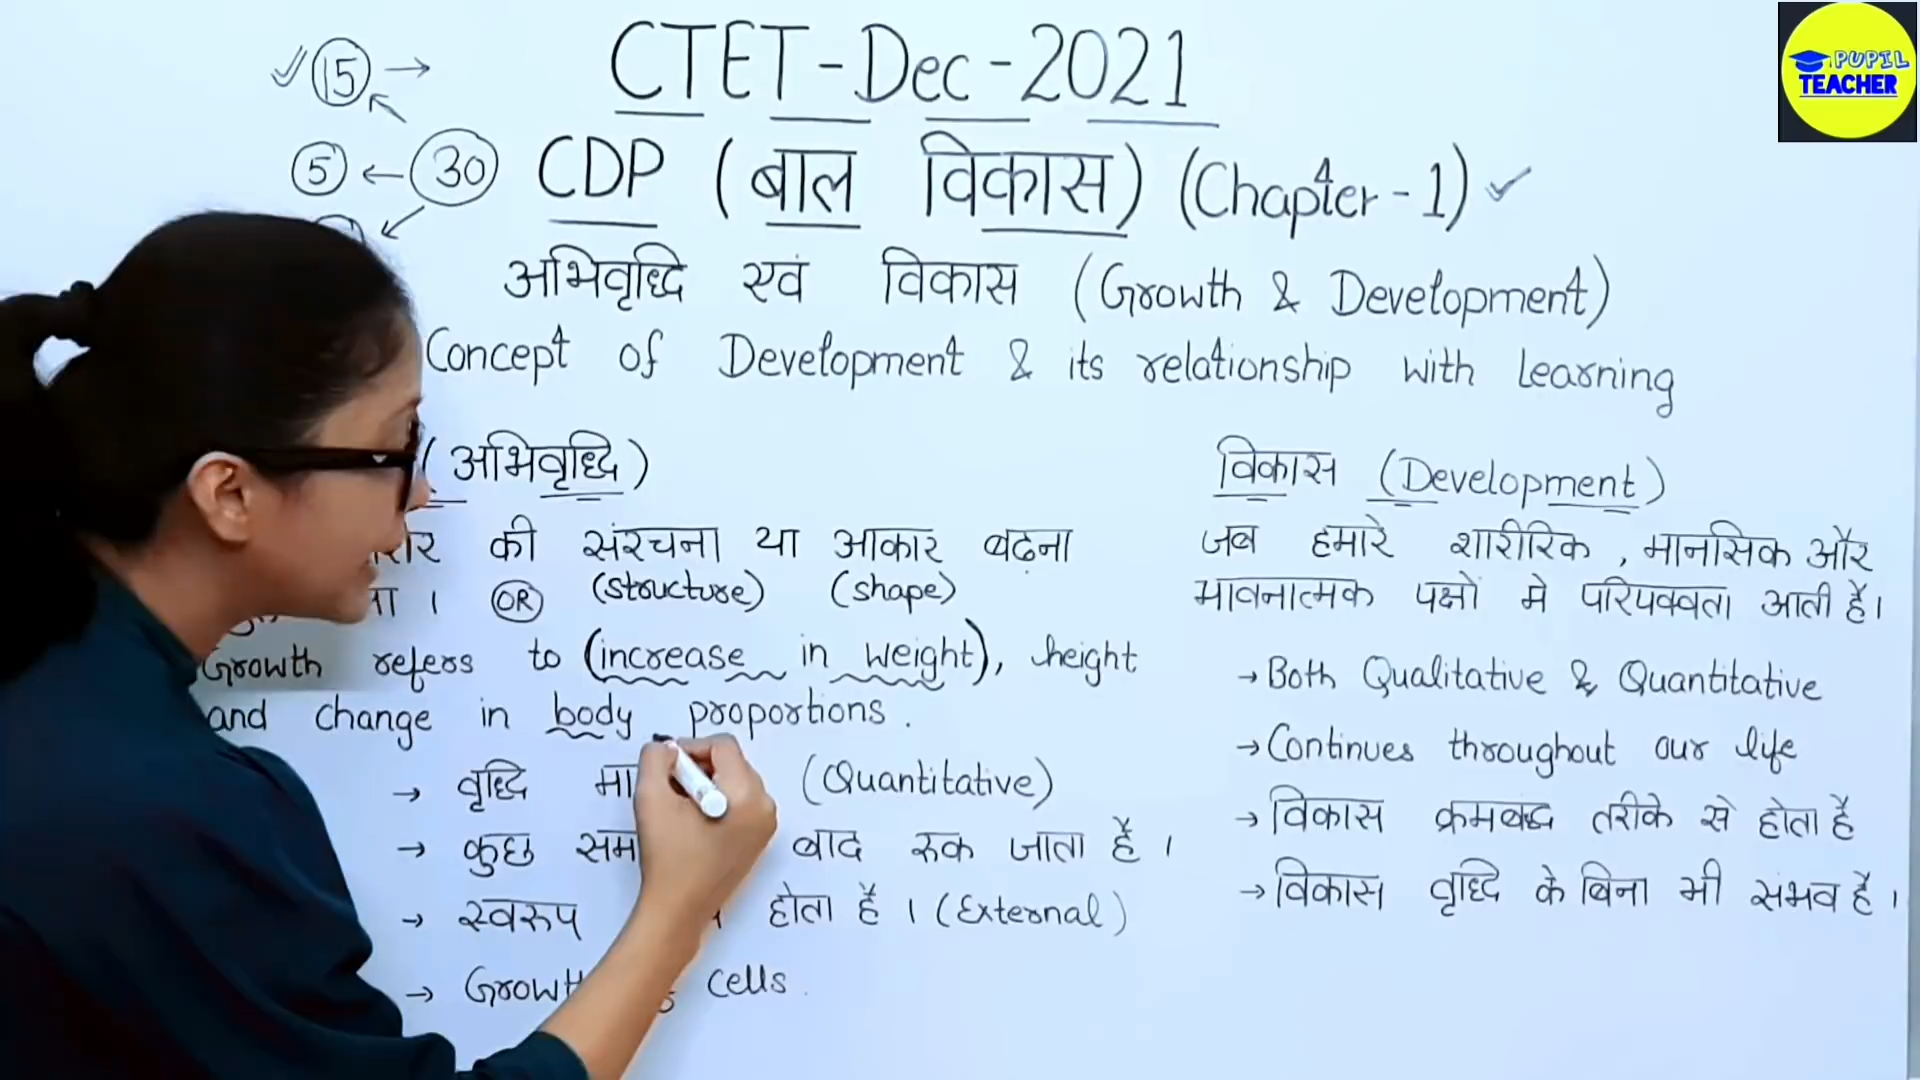 15 →
CTET-Dec-2021
PUPIL
TEACHER
5 ← 30
CDP (बाल विकास) (Chapter-1)
अभिवृद्धि एवं विकास (Growth & Development)
Concept of Development & its relationship with Learning
(अभिवृद्धि)
की संरचना या आकार बढ़ना
। OR (structure) (shape)
Growth refers to (increase in weight), height
and change in body proportions.
→ वृद्धि (Quantitative)
→ कुछ बाद रुक जाता है ।
→ स्वरूप होता है । (External)
→ cells.
विकास (Development)
जब हमारे शारीरिक , मानसिक और
भावनात्मक पक्षों मे परिपक्वता आती है।
→ Both Qualitative & Quantitative
→ Continues throughout our life
→ विकास क्रमबद्ध तरीके से होता है
→ विकास वृद्धि के बिना भी संभव है ।